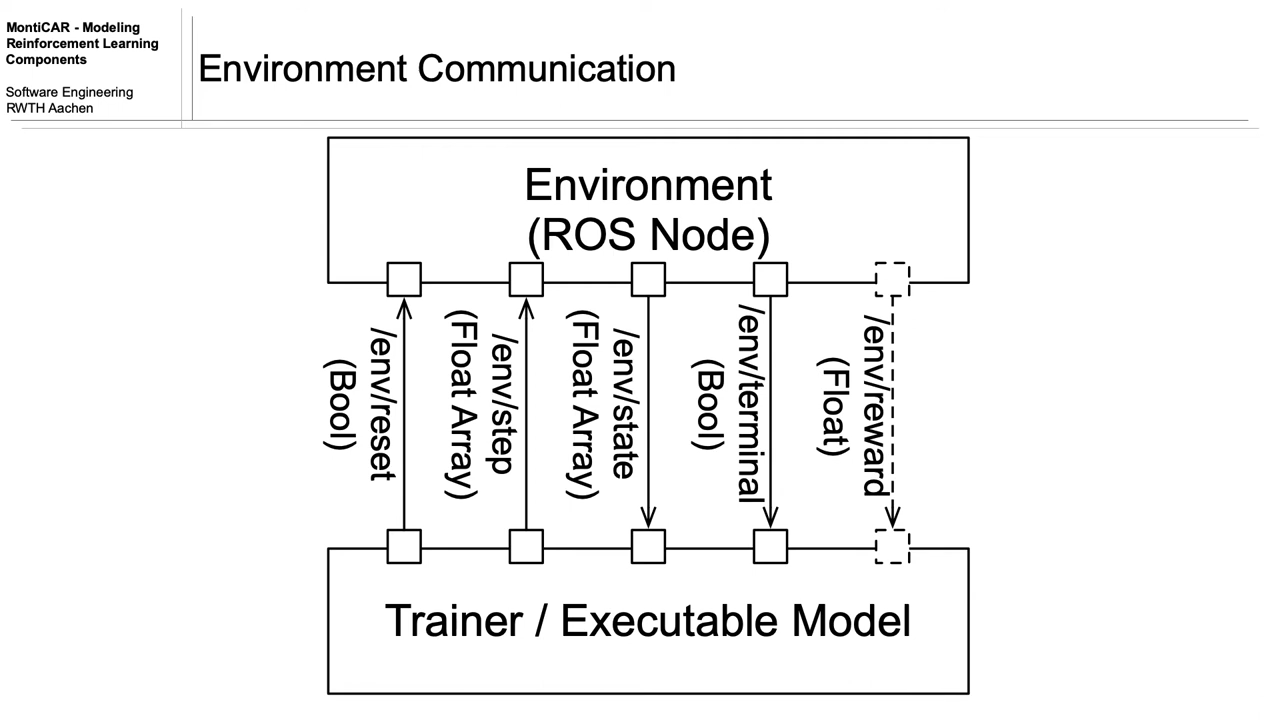 MontiCAR - Modeling
Reinforcement Learning
Components
Software Engineering
RWTH Aachen
Environment Communication
Environment
(ROS Node)
/env/reset
(Bool)
/env/step
(Float Array)
/env/state
(Float Array)
/env/terminal
(Bool)
/env/reward
(Float)
Trainer / Executable Model